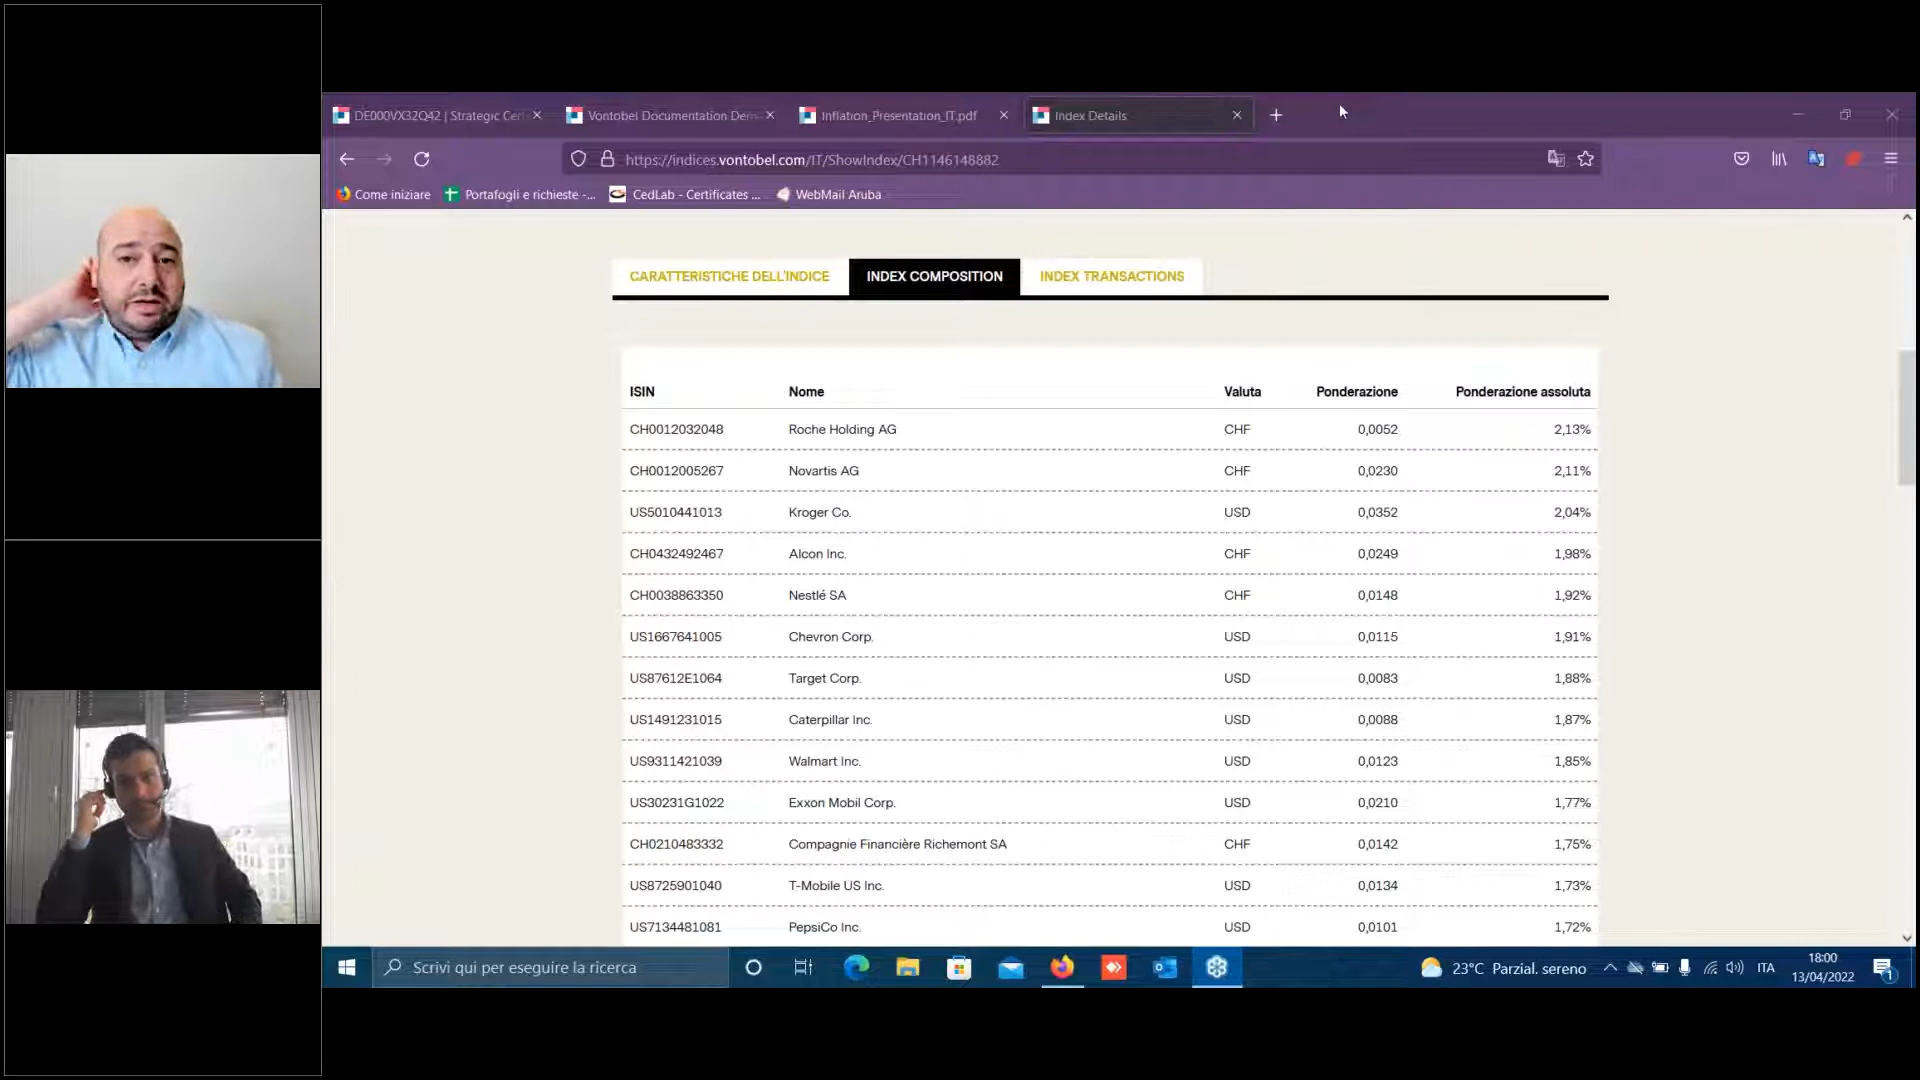 DE000VX32Q42 | Strategic Cert
Vontobel Documentation Der
Inflation_Presentation_IT.pdf
Index Details
https://indices.vontobel.com/IT/ShowIndex/CH1146148882
Come iniziare
Portafogli e richieste -...
CedLab - Certificates ...
WebMail Aruba
CARATTERISTICHE DELL'INDICE
INDEX COMPOSITION
INDEX TRANSACTIONS
ISIN Nome Valuta Ponderazione Ponderazione assoluta
CH0012032048 Roche Holding AG CHF 0,0052 2,13%
CH0012005267 Novartis AG CHF 0,0230 2,11%
US5010441013 Kroger Co. USD 0,0352 2,04%
CH0432492467 Alcon Inc. CHF 0,0249 1,98%
CH0038863350 Nestlé SA CHF 0,0148 1,92%
US1667641005 Chevron Corp. USD 0,0115 1,91%
US87612E1064 Target Corp. USD 0,0083 1,88%
US1491231015 Caterpillar Inc. USD 0,0088 1,87%
US9311421039 Walmart Inc. USD 0,0123 1,85%
US30231G1022 Exxon Mobil Corp. USD 0,0210 1,77%
CH0210483332 Compagnie Financière Richemont SA CHF 0,0142 1,75%
US8725901040 T-Mobile US Inc. USD 0,0134 1,73%
US7134481081 PepsiCo Inc. USD 0,0101 1,72%
Scrivi qui per eseguire la ricerca
23°C Parzial. sereno
ITA
18:00
13/04/2022
1